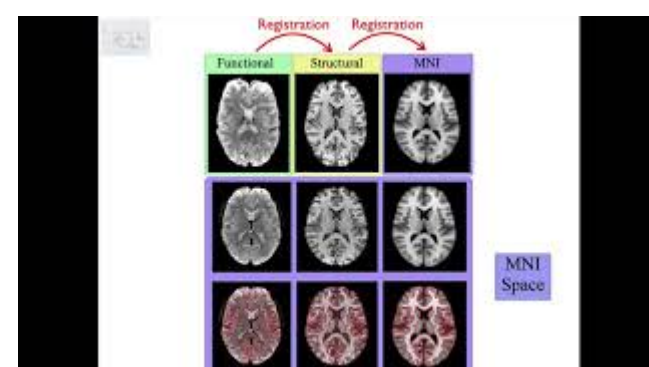 Registration Registration
Functional Structural MNI
MNI
Space